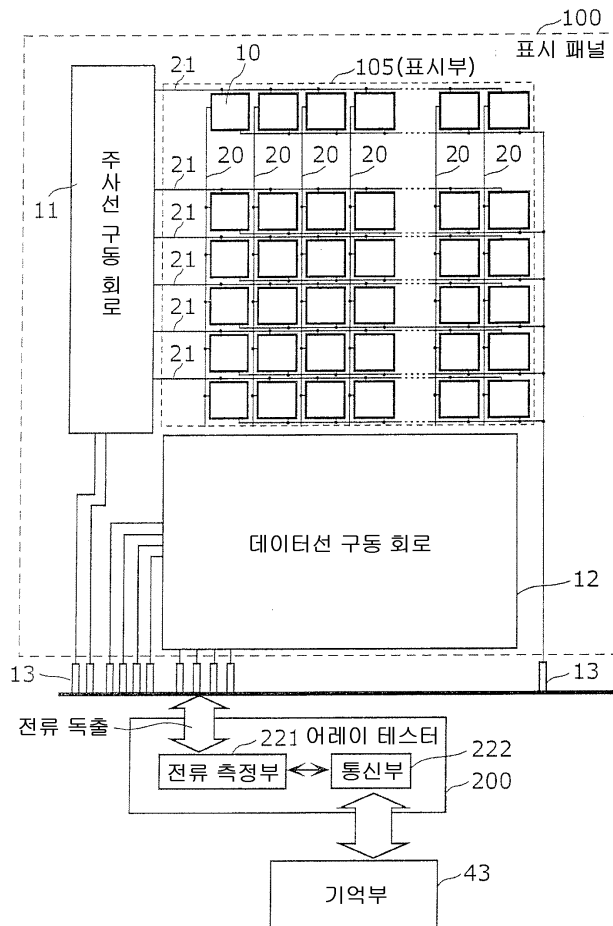 100
표시 패널
21
10
105(표시부)
주사선 구동 회로
11
20 20 20 20 20 20
21
21
21
21
21
데이터선 구동 회로
12
13
13
전류 독출
221 어레이 테스터
222
전류 측정부
통신부
200
기억부
43